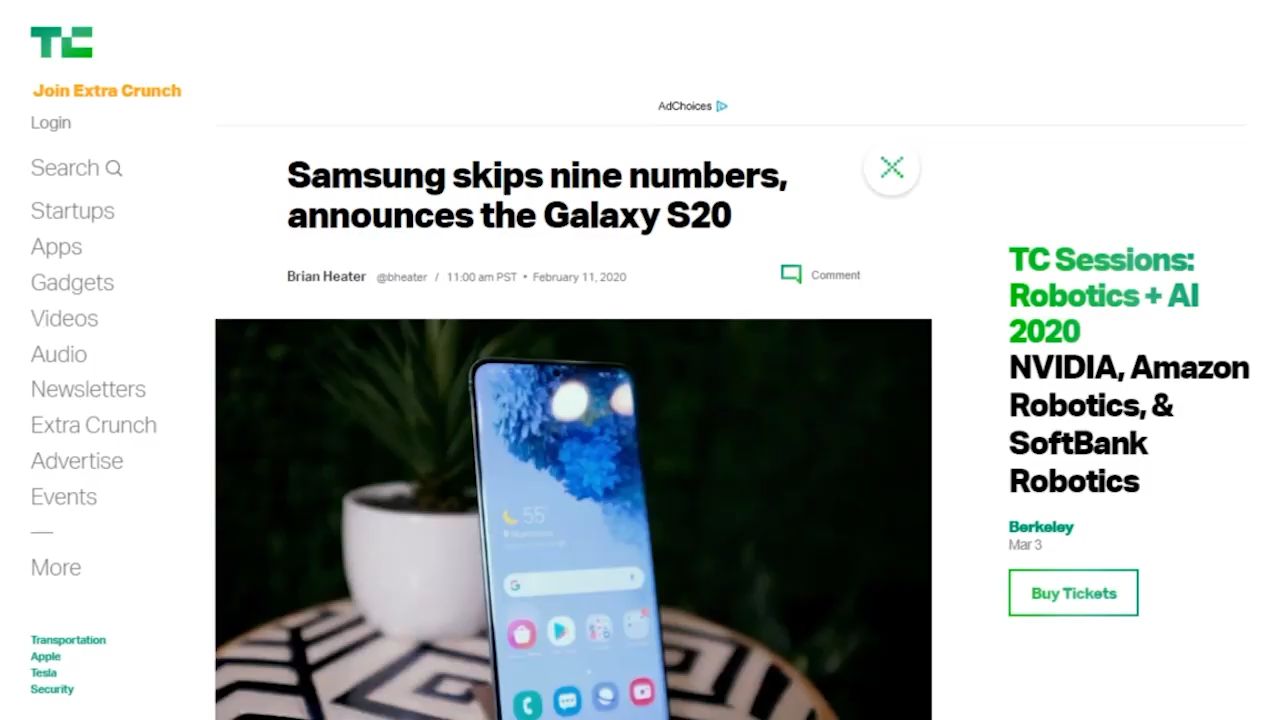 TC
Join Extra Crunch
Login
Search
Startups
Apps
Gadgets
Videos
Audio
Newsletters
Extra Crunch
Advertise
Events
More
Transportation
Apple
Tesla
Security
AdChoices
Samsung skips nine numbers,
announces the Galaxy S20
Brian Heater @bheater / 11:00 am PST • February 11, 2020
Comment
55°
G
TC Sessions:
Robotics + AI
2020
NVIDIA, Amazon
Robotics, &
SoftBank
Robotics
Berkeley
Mar 3
Buy Tickets